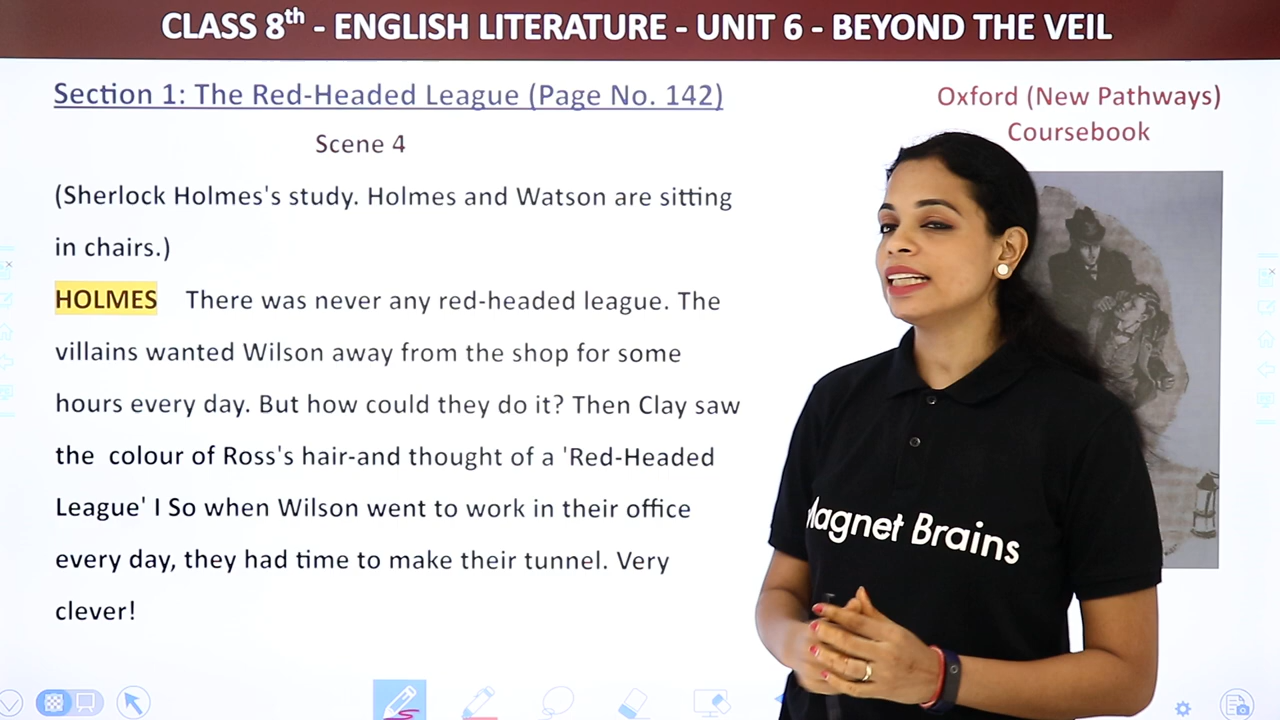 CLASS 8th - ENGLISH LITERATURE - UNIT 6 - BEYOND THE VEIL
Section 1: The Red-Headed League (Page No. 142)
Oxford (New Pathways)
Coursebook
Scene 4
(Sherlock Holmes's study. Holmes and Watson are sitting
in chairs.)
HOLMES There was never any red-headed league. The
villains wanted Wilson away from the shop for some
hours every day. But how could they do it? Then Clay saw
the colour of Ross's hair-and thought of a 'Red-Headed
League' I So when Wilson went to work in their office
every day, they had time to make their tunnel. Very
clever!
Magnet Brains